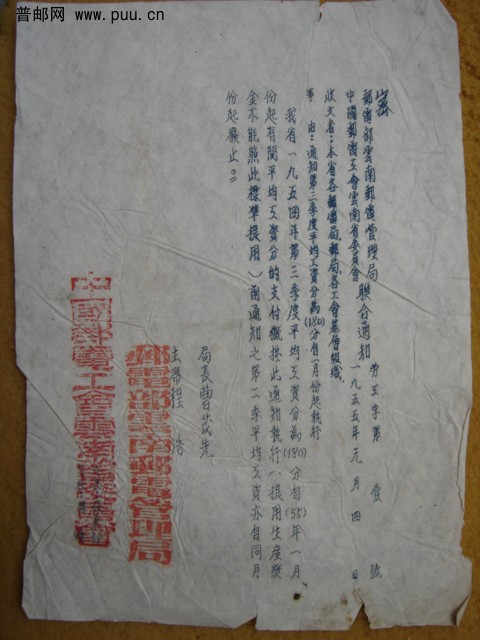 普邮网 www.puu.cn
郵電部雲南郵電管理局
中國郵電工會雲南省委員會
聯合通知
勞工字第 壹 號
一九五五年元月四日
收文者：本省各郵電局、郵局、各工會基層組織
事由：通知第三季度平均工資分為(180)分自一月份起執行
我省一九五四年第三季度平均工資分為(180)分自(55)年一月
份起有関平均工資分的支付概按此通知執行（提用生産獎
金不能照此標準提用）前通知之第二季平均工資亦自同月
份起廢止。
局長曹茂先
主席程浩
郵電部雲南郵電管理局
中國郵電工會雲南省委員會